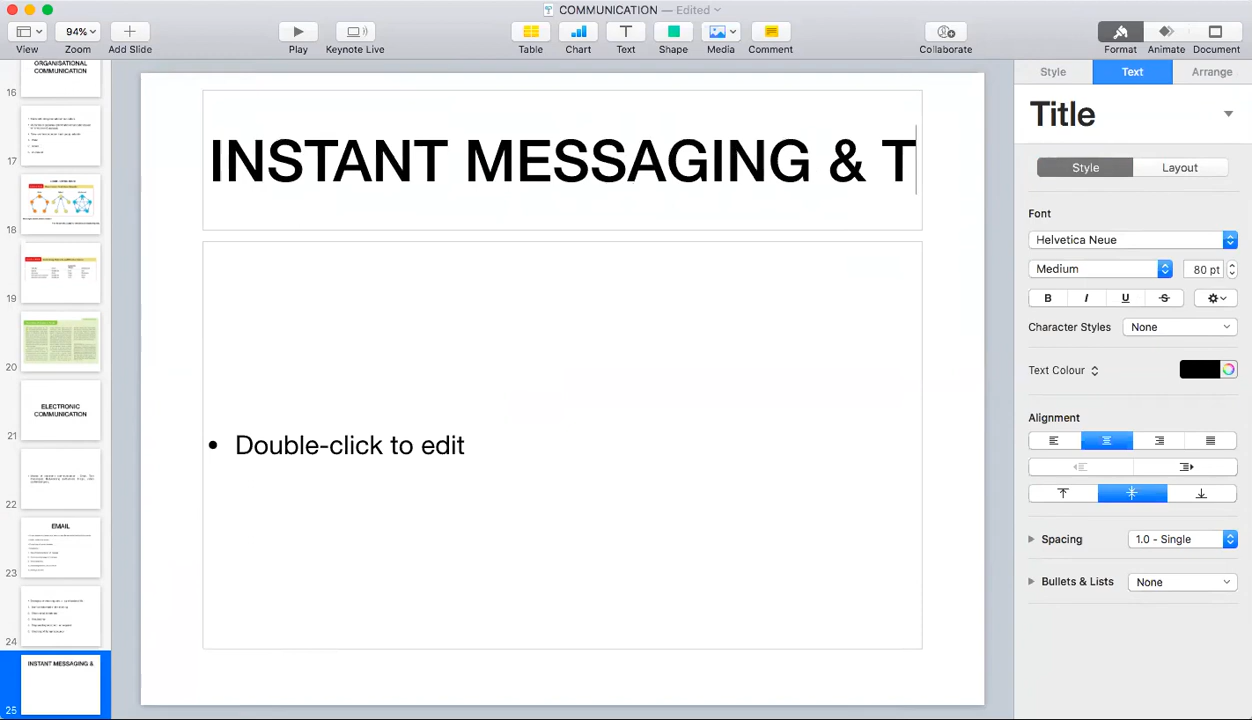 COMMUNICATION — Edited
94%
View
Zoom
Add Slide
Play
Keynote Live
Table
Chart
Text
Shape
Media
Comment
Collaborate
Format
Animate
Document
ORGANISATIONAL
COMMUNICATION
16
17
18
19
20
ELECTRONIC
COMMUNICATION
21
22
EMAIL
23
24
INSTANT MESSAGING &
25
INSTANT MESSAGING & T
• Double-click to edit
Style
Text
Arrange
Title
Style
Layout
Font
Helvetica Neue
Medium
80 pt
B I U S
Character Styles
None
Text Colour
Alignment
Spacing
1.0 - Single
Bullets & Lists
None